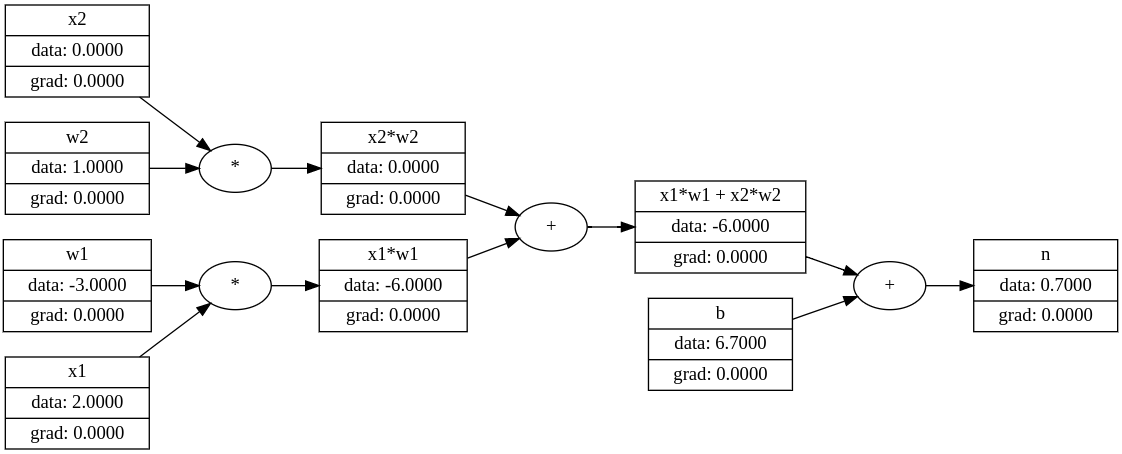 x2
data: 0.0000
grad: 0.0000
w2
data: 1.0000
grad: 0.0000
*
x2*w2
data: 0.0000
grad: 0.0000
w1
data: -3.0000
grad: 0.0000
*
x1*w1
data: -6.0000
grad: 0.0000
x1
data: 2.0000
grad: 0.0000
+
x1*w1 + x2*w2
data: -6.0000
grad: 0.0000
b
data: 6.7000
grad: 0.0000
+
n
data: 0.7000
grad: 0.0000